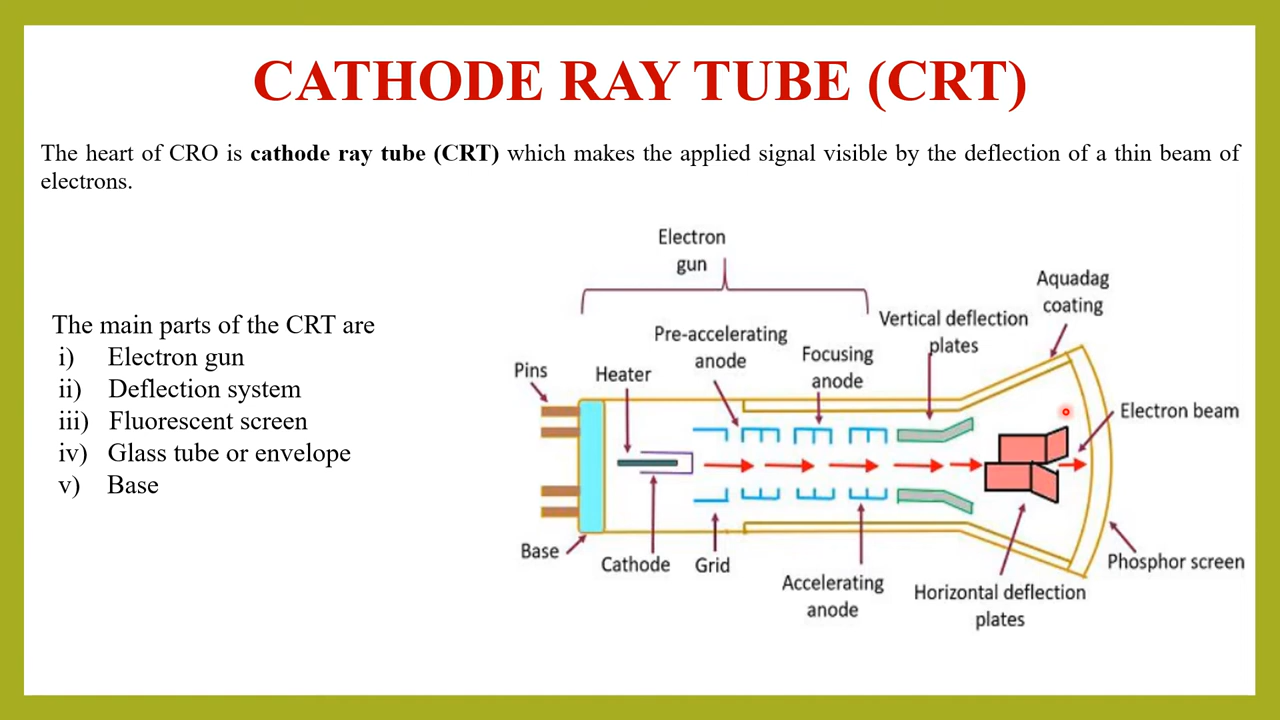 CATHODE RAY TUBE (CRT)
The heart of CRO is cathode ray tube (CRT) which makes the applied signal visible by the deflection of a thin beam of
electrons.
The main parts of the CRT are
i) Electron gun
ii) Deflection system
iii) Fluorescent screen
iv) Glass tube or envelope
v) Base
Electron
gun
Aquadag
coating
Vertical deflection
plates
Pre-accelerating
anode
Focusing
anode
Pins
Heater
Electron beam
Base
Cathode
Grid
Accelerating
anode
Horizontal deflection
plates
Phosphor screen